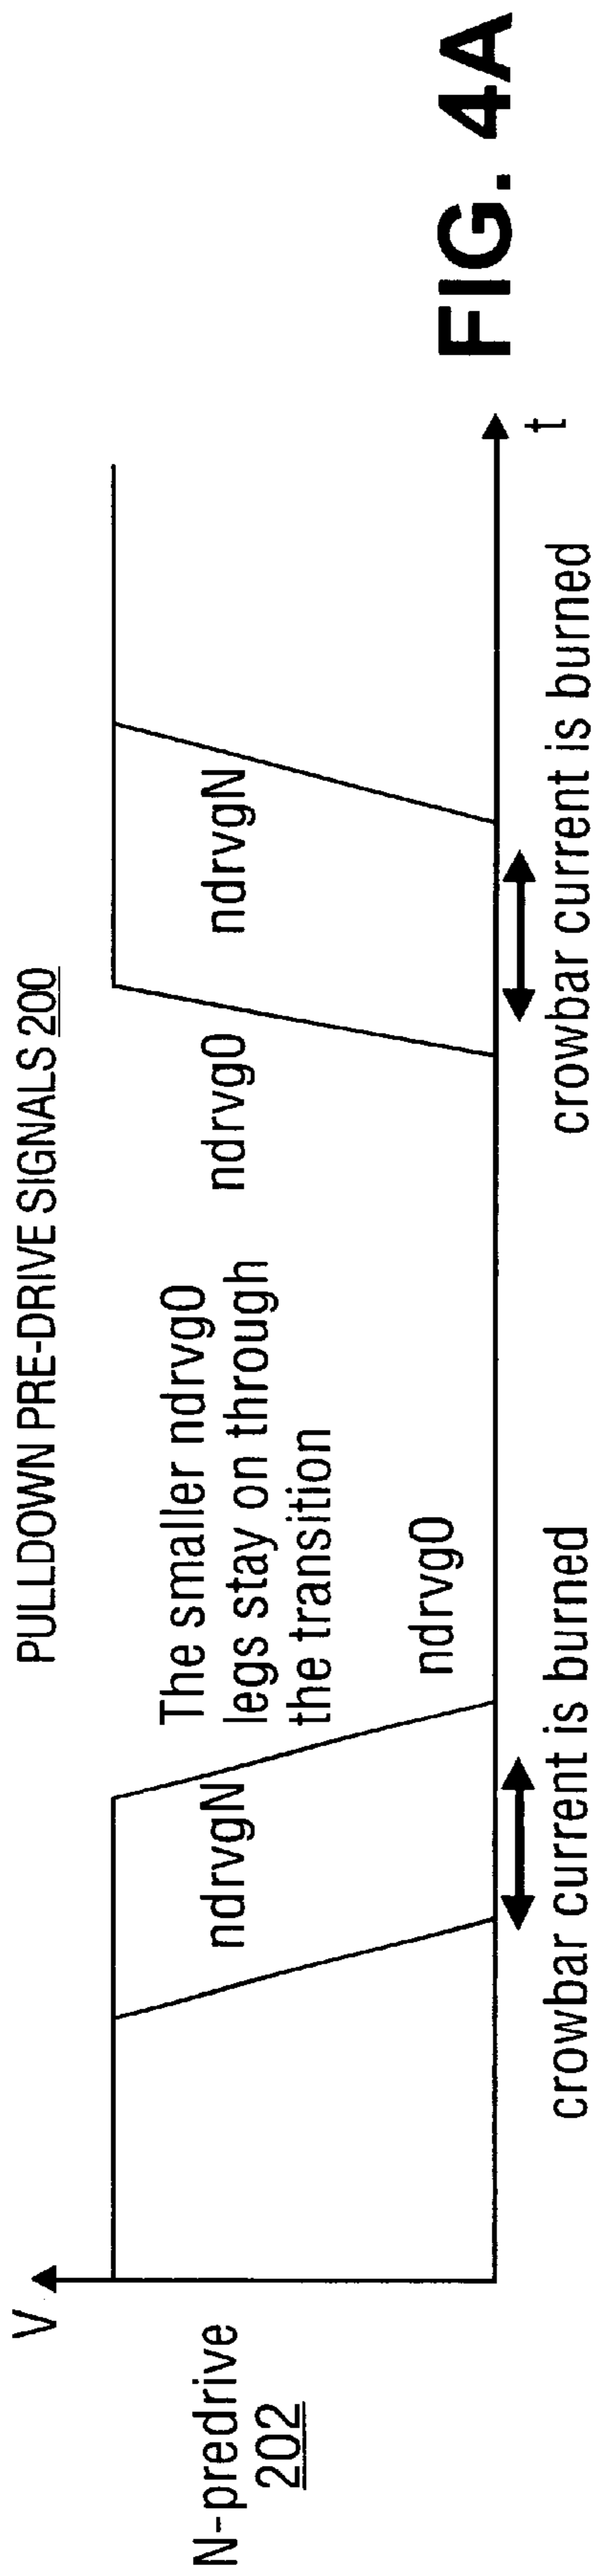 PULLDOWN PRE-DRIVE SIGNALS 200
V
N-predrive
202
ndrvgN
The smaller ndrvg0
legs stay on through
the transition
ndrvg0
ndrvg0
ndrvgN
t
crowbar current is burned
crowbar current is burned
FIG. 4A